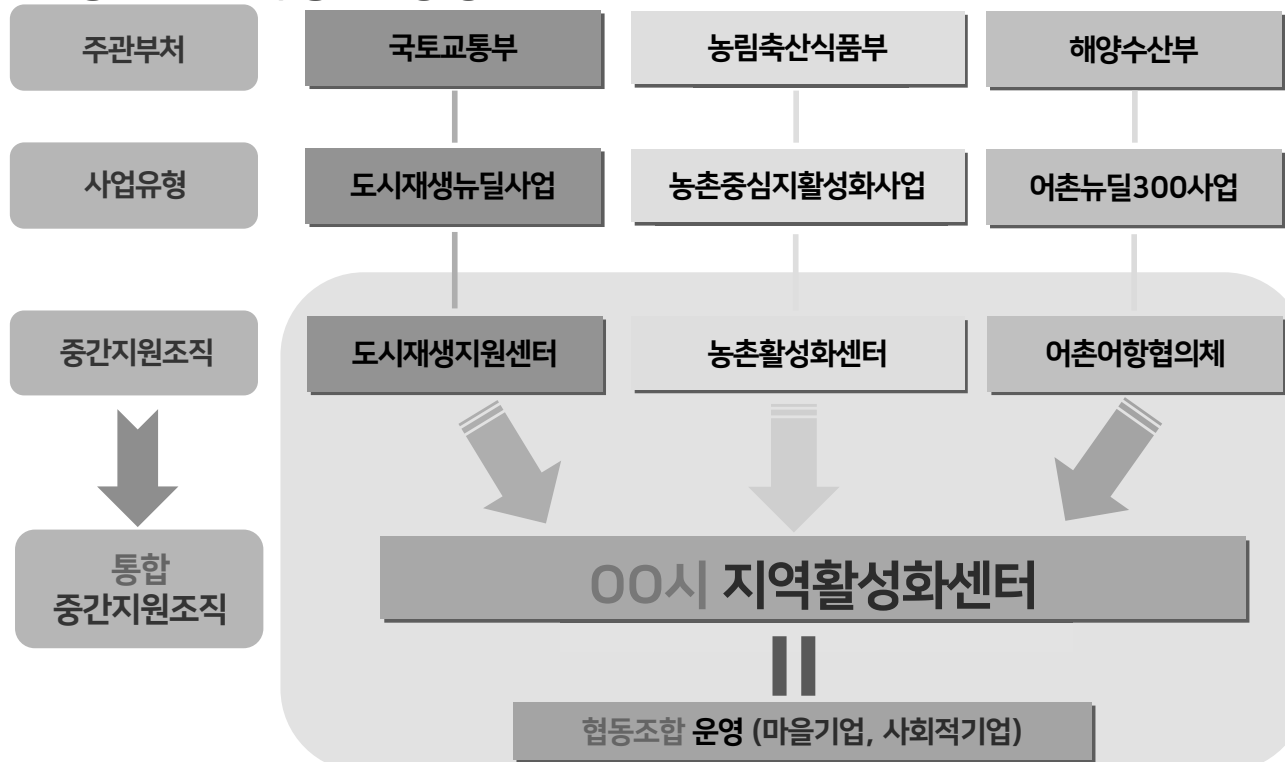 주관부처
국토교통부
농림축산식품부
해양수산부
사업유형
도시재생뉴딜사업
농촌중심지활성화사업
어촌뉴딜300사업
중간지원조직
도시재생지원센터
농촌활성화센터
어촌어항협의체
통합
중간지원조직
OO시 지역활성화센터
협동조합 운영 (마을기업, 사회적기업)